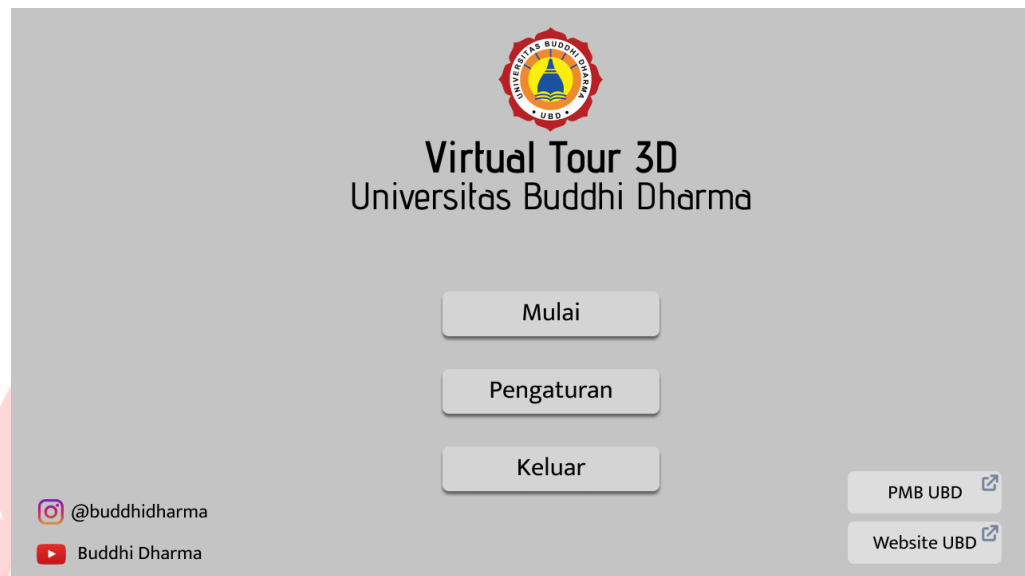 UNIVERSITAS BUDDHI DHARMA
• UBD •
Virtual Tour 3D
Universitas Buddhi Dharma
Mulai
Pengaturan
Keluar
@buddhidharma
Buddhi Dharma
PMB UBD
Website UBD